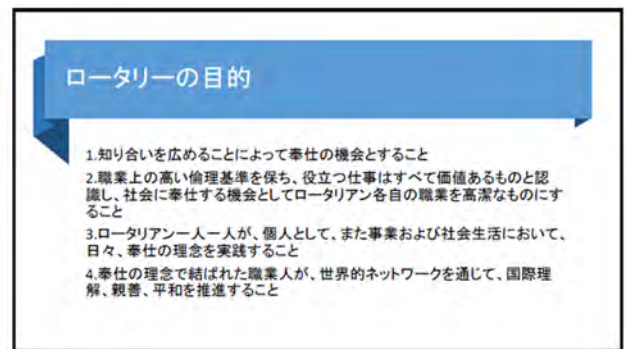 ロータリーの目的
1.知り合いを広めることによって奉仕の機会とすること
2.職業上の高い倫理基準を保ち、役立つ仕事はすべて価値あるものと認
識し、社会に奉仕する機会としてロータリアン各自の職業を高潔なものにす
ること
3.ロータリアン一人一人が、個人として、また事業および社会生活において、
日々、奉仕の理念を実践すること
4.奉仕の理念で結ばれた職業人が、世界的ネットワークを通じて、国際理
解、親善、平和を推進すること